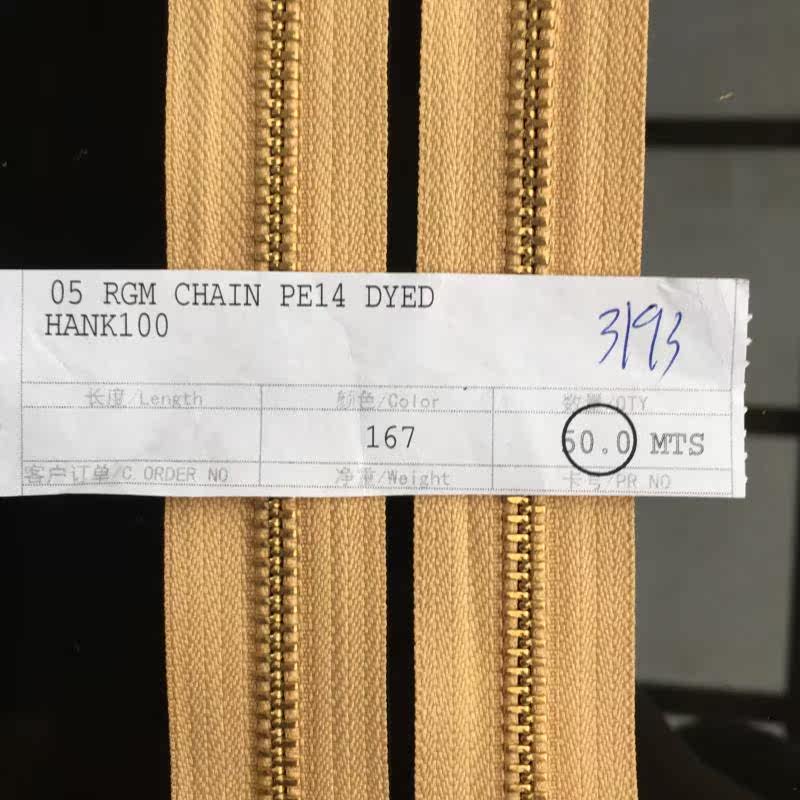 05 RGM CHAIN PE14 DYED
HANK100
3193
长度/Length 颜色/Color 数量/QTY
167 50.0 MTS
客户订单/C ORDER NO 净重/Weight 卡号/PR NO